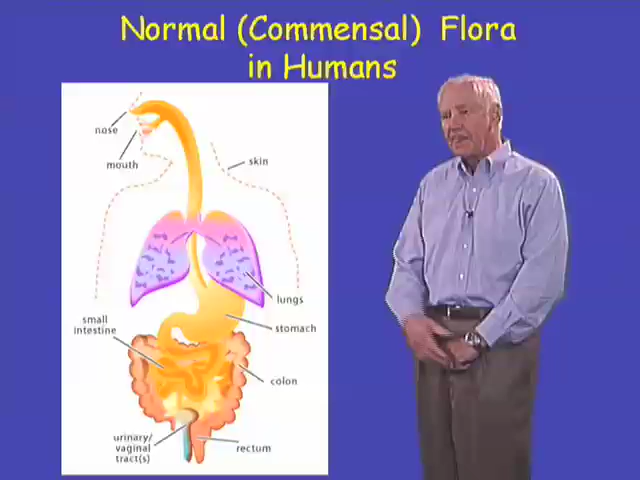 Normal (Commensal) Flora
in Humans
nose
mouth
skin
lungs
small
intestine
stomach
colon
urinary/
vaginal
tract(s)
rectum